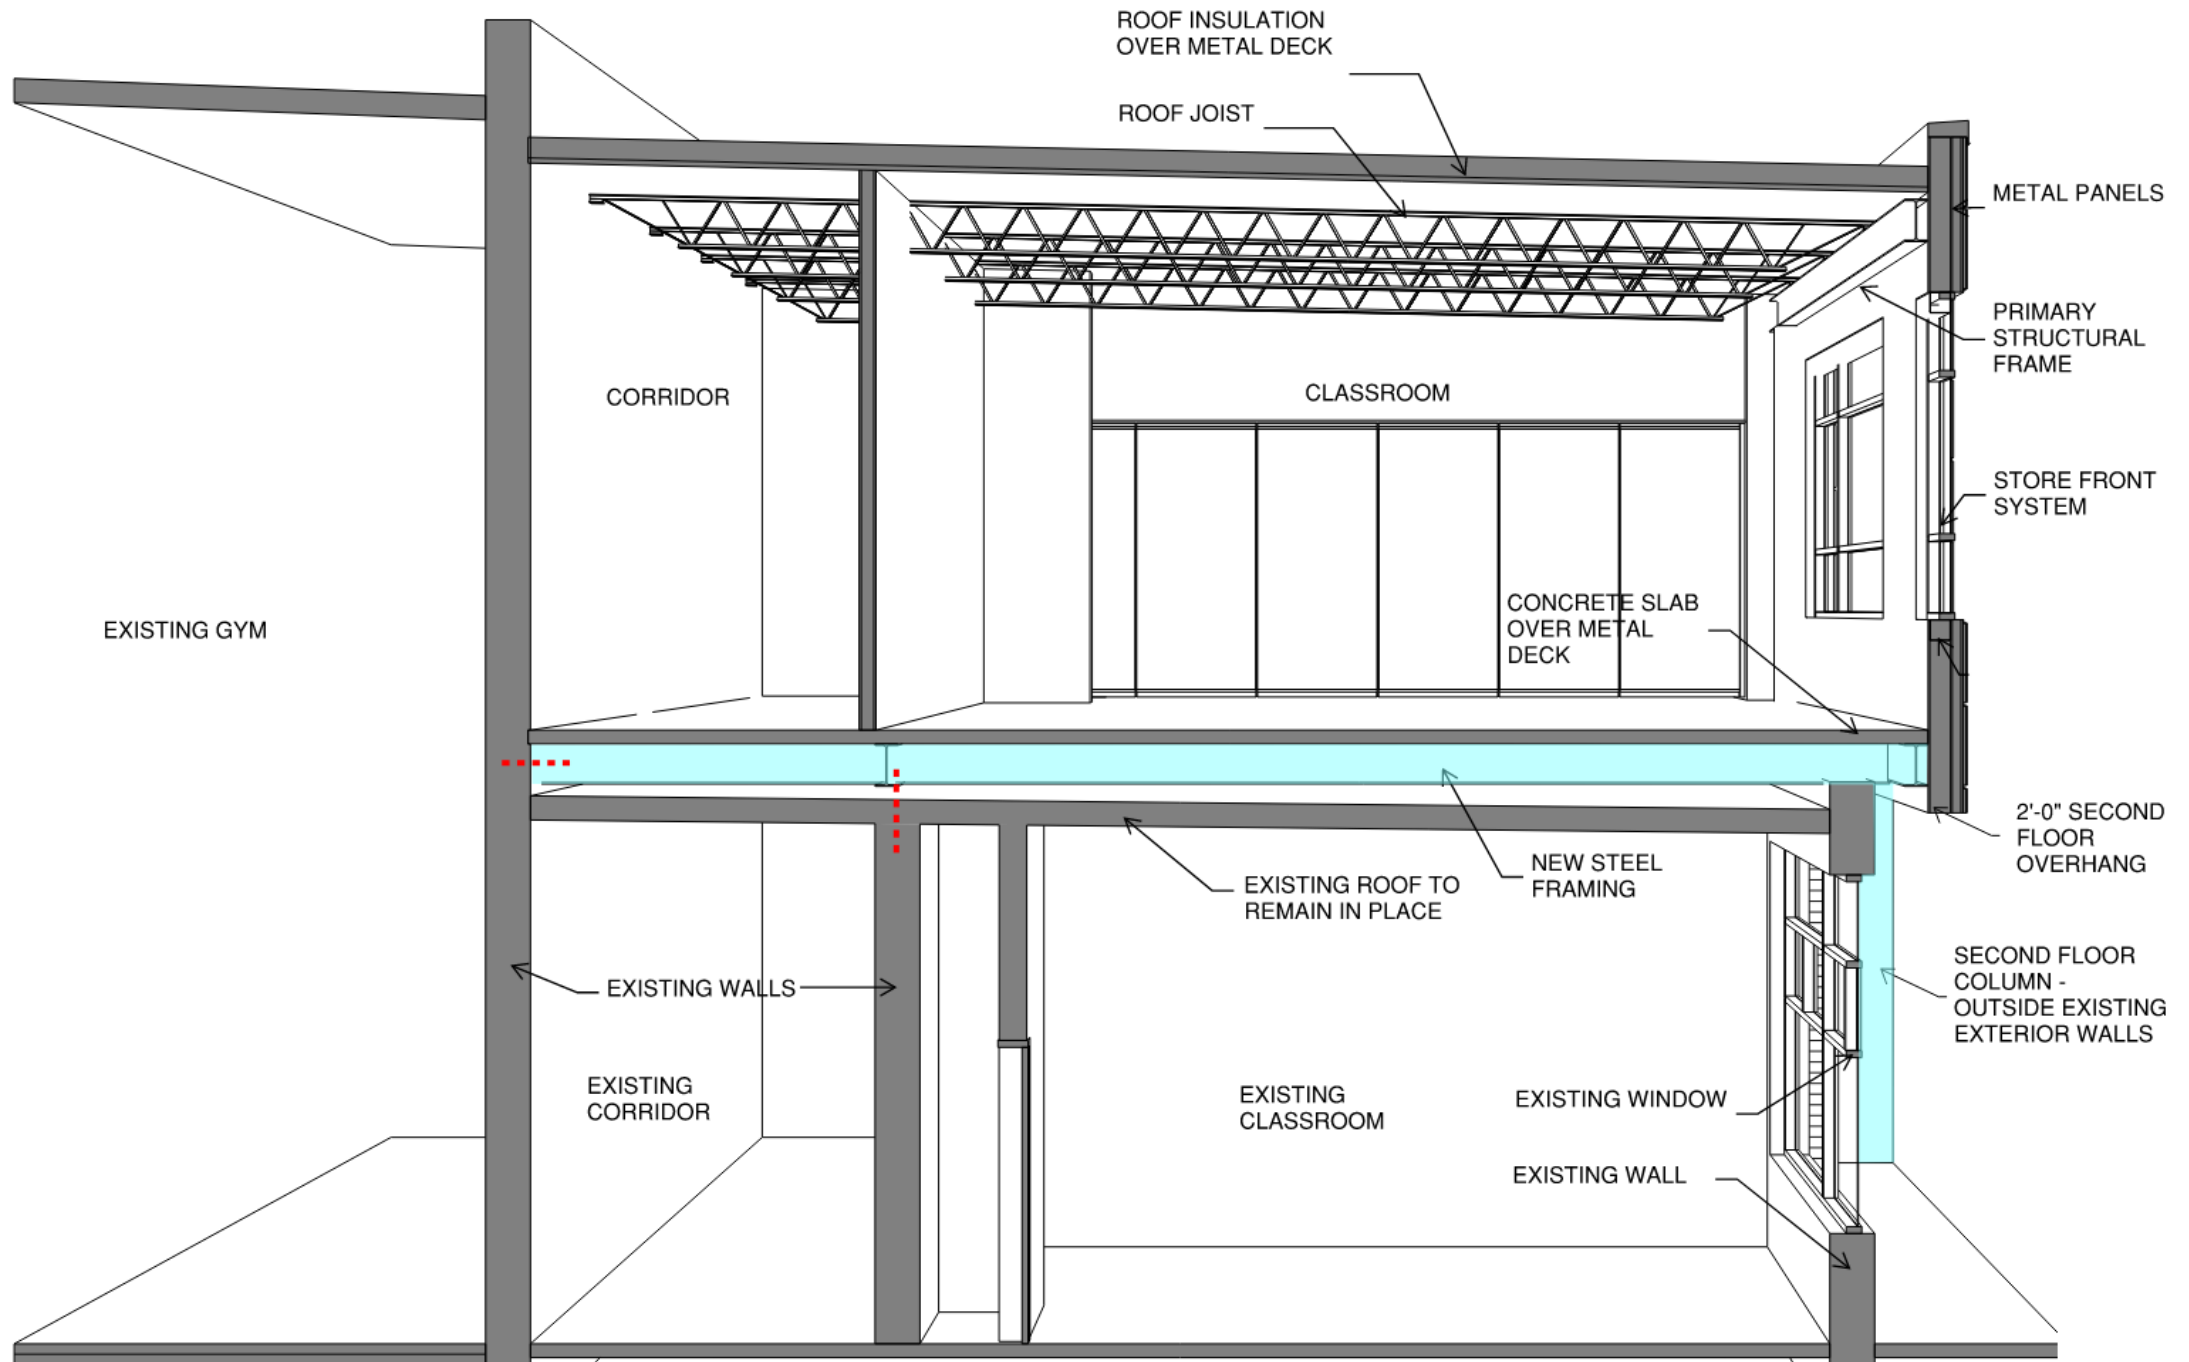 ROOF INSULATION
OVER METAL DECK
ROOF JOIST
METAL PANELS
PRIMARY
STRUCTURAL
FRAME
CORRIDOR
CLASSROOM
STORE FRONT
SYSTEM
CONCRETE SLAB
OVER METAL
DECK
EXISTING GYM
2'-0" SECOND
FLOOR
OVERHANG
NEW STEEL
FRAMING
EXISTING ROOF TO
REMAIN IN PLACE
SECOND FLOOR
COLUMN -
OUTSIDE EXISTING
EXTERIOR WALLS
EXISTING WALLS
EXISTING
CORRIDOR
EXISTING
CLASSROOM
EXISTING WINDOW
EXISTING WALL